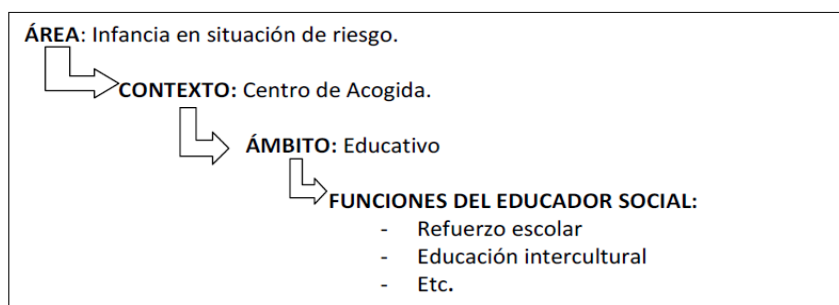 ÁREA: Infancia en situación de riesgo.
CONTEXTO: Centro de Acogida.
ÁMBITO: Educativo
FUNCIONES DEL EDUCADOR SOCIAL:
- Refuerzo escolar
- Educación intercultural
- Etc.